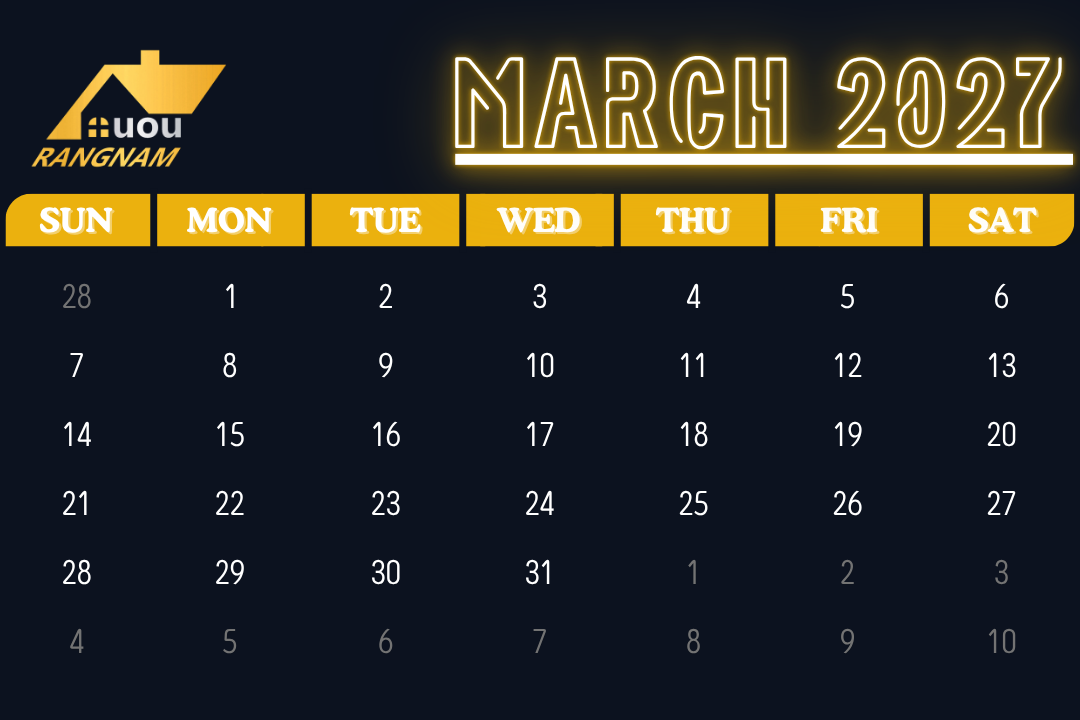 uou
RANGNAM
MARCH 2027
SUN MON TUE WED THU FRI SAT
28 1 2 3 4 5 6
7 8 9 10 11 12 13
14 15 16 17 18 19 20
21 22 23 24 25 26 27
28 29 30 31 1 2 3
4 5 6 7 8 9 10